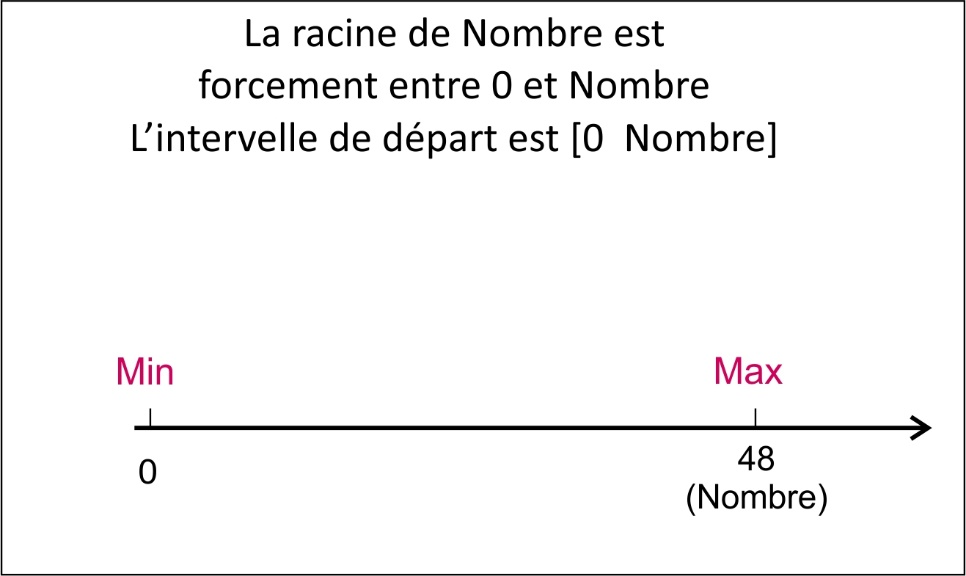 La racine de Nombre est
forcement entre 0 et Nombre
L’intervelle de départ est [0  Nombre]
Min
Max
0
48
(Nombre)